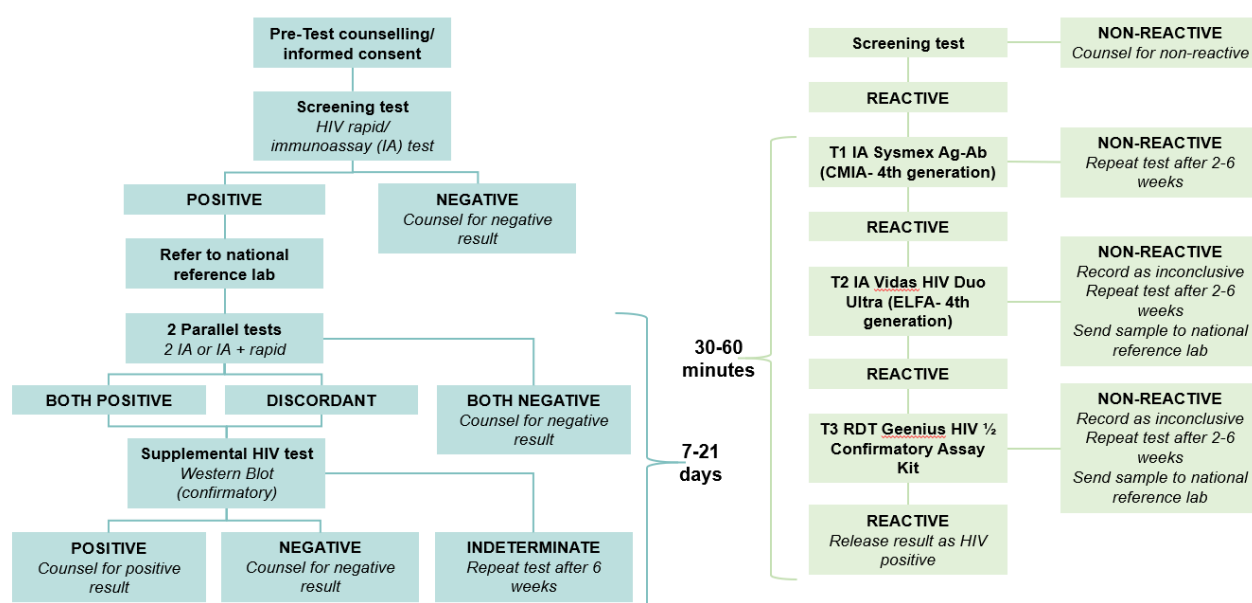 Pre-Test counselling/
informed consent
Screening test
HIV rapid/
immunoassay (IA) test
POSITIVE
NEGATIVE
Counsel for negative
result
Refer to national
reference lab
2 Parallel tests
2 IA or IA + rapid
BOTH POSITIVE
DISCORDANT
BOTH NEGATIVE
Counsel for negative
result
Supplemental HIV test
Western Blot
(confirmatory)
POSITIVE
Counsel for positive
result
NEGATIVE
Counsel for negative
result
INDETERMINATE
Repeat test after 6
weeks
7-21
days
Screening test
NON-REACTIVE
Counsel for non-reactive
REACTIVE
T1 IA Sysmex Ag-Ab
(CMIA- 4th generation)
NON-REACTIVE
Repeat test after 2-6
weeks
REACTIVE
T2 IA Vidas HIV Duo
Ultra (ELFA- 4th
generation)
NON-REACTIVE
Record as inconclusive
Repeat test after 2-6
weeks
Send sample to national
reference lab
30-60
minutes
REACTIVE
T3 RDT Geenius HIV ½
Confirmatory Assay
Kit
NON-REACTIVE
Record as inconclusive
Repeat test after 2-6
weeks
Send sample to national
reference lab
REACTIVE
Release result as HIV
positive